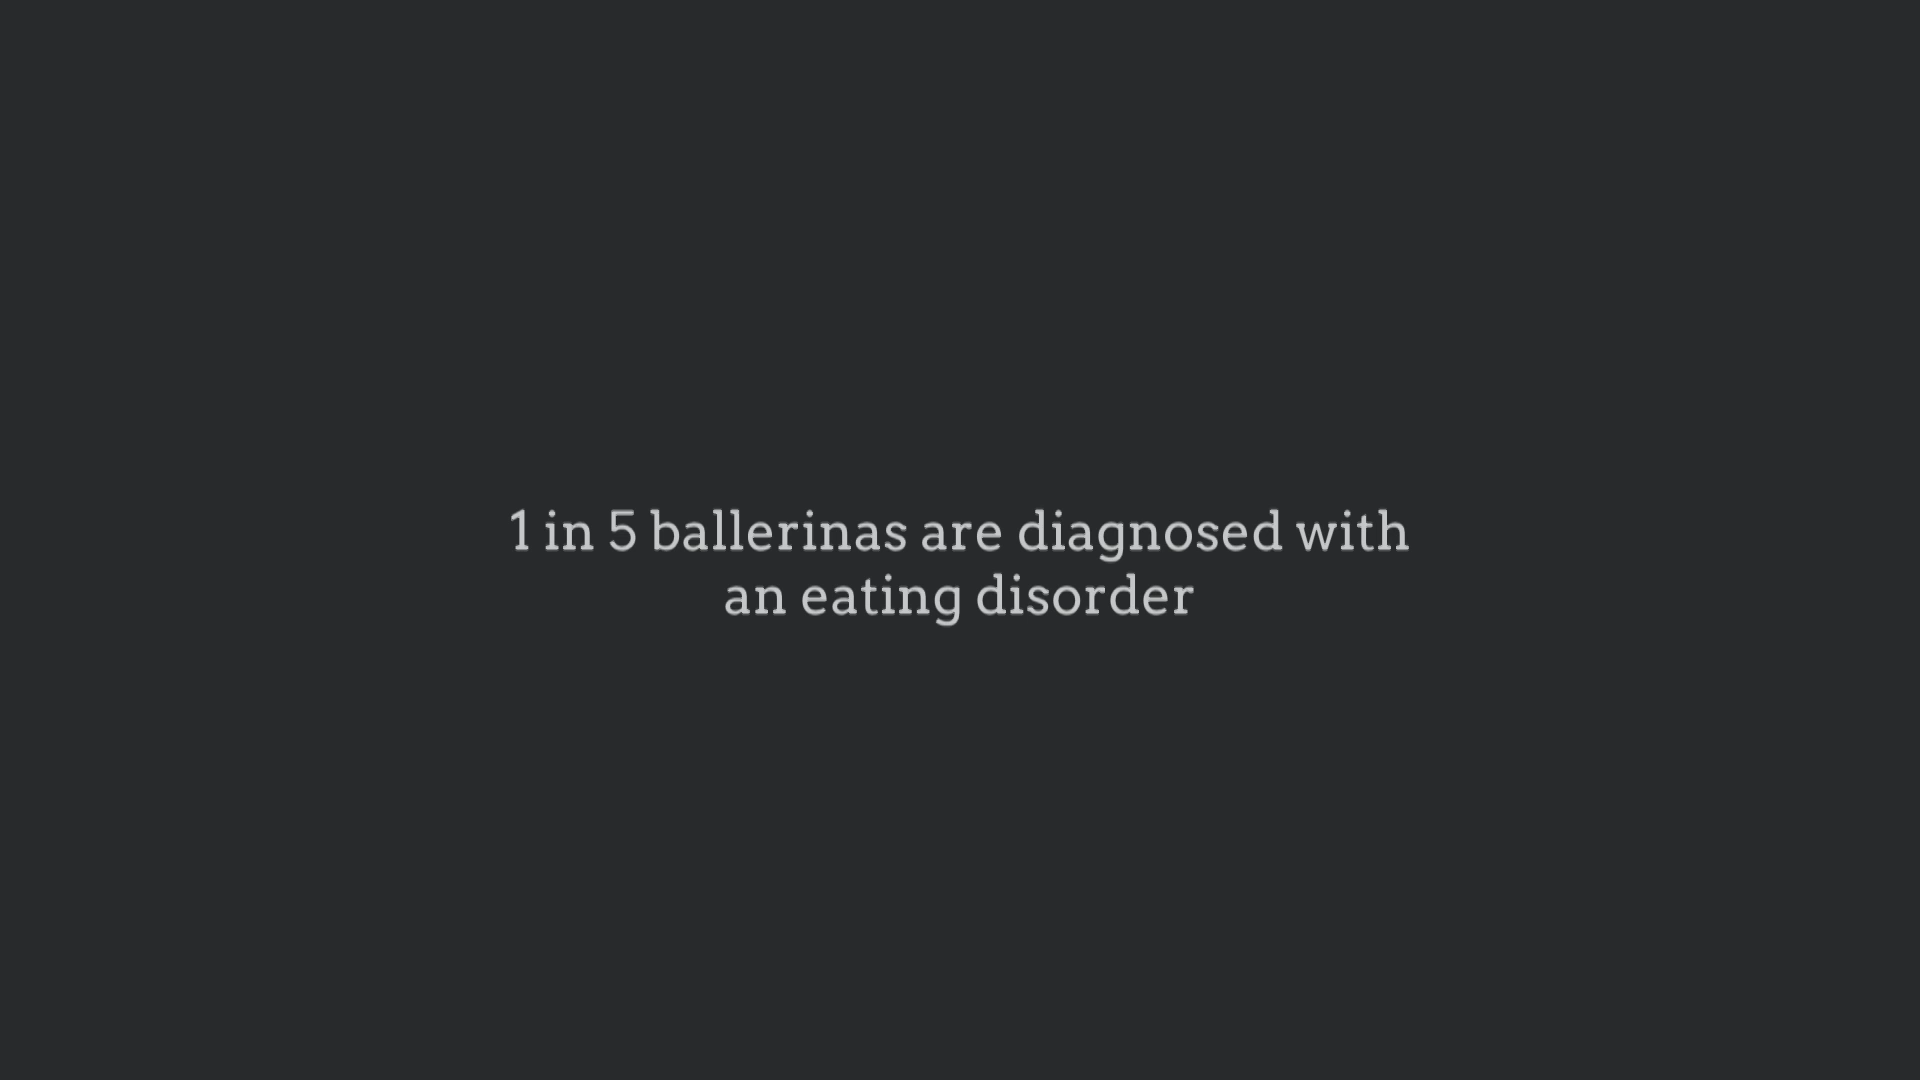 1 in 5 ballerinas are diagnosed with
an eating disorder